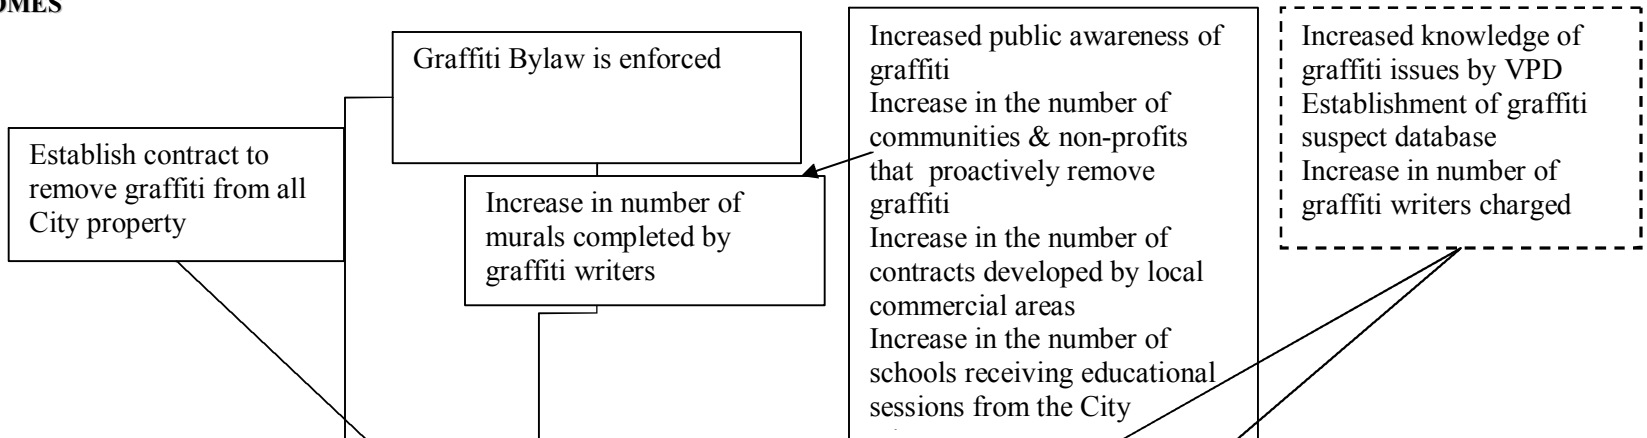 Graffiti Bylaw is enforced
Establish contract to
remove graffiti from all
City property
Increase in number of
murals completed by
graffiti writers
Increased public awareness of
graffiti
Increase in the number of
communities & non-profits
that proactively remove
graffiti
Increase in the number of
contracts developed by local
commercial areas
Increase in the number of
schools receiving educational
sessions from the City
Increased knowledge of
graffiti issues by VPD
Establishment of graffiti
suspect database
Increase in number of
graffiti writers charged